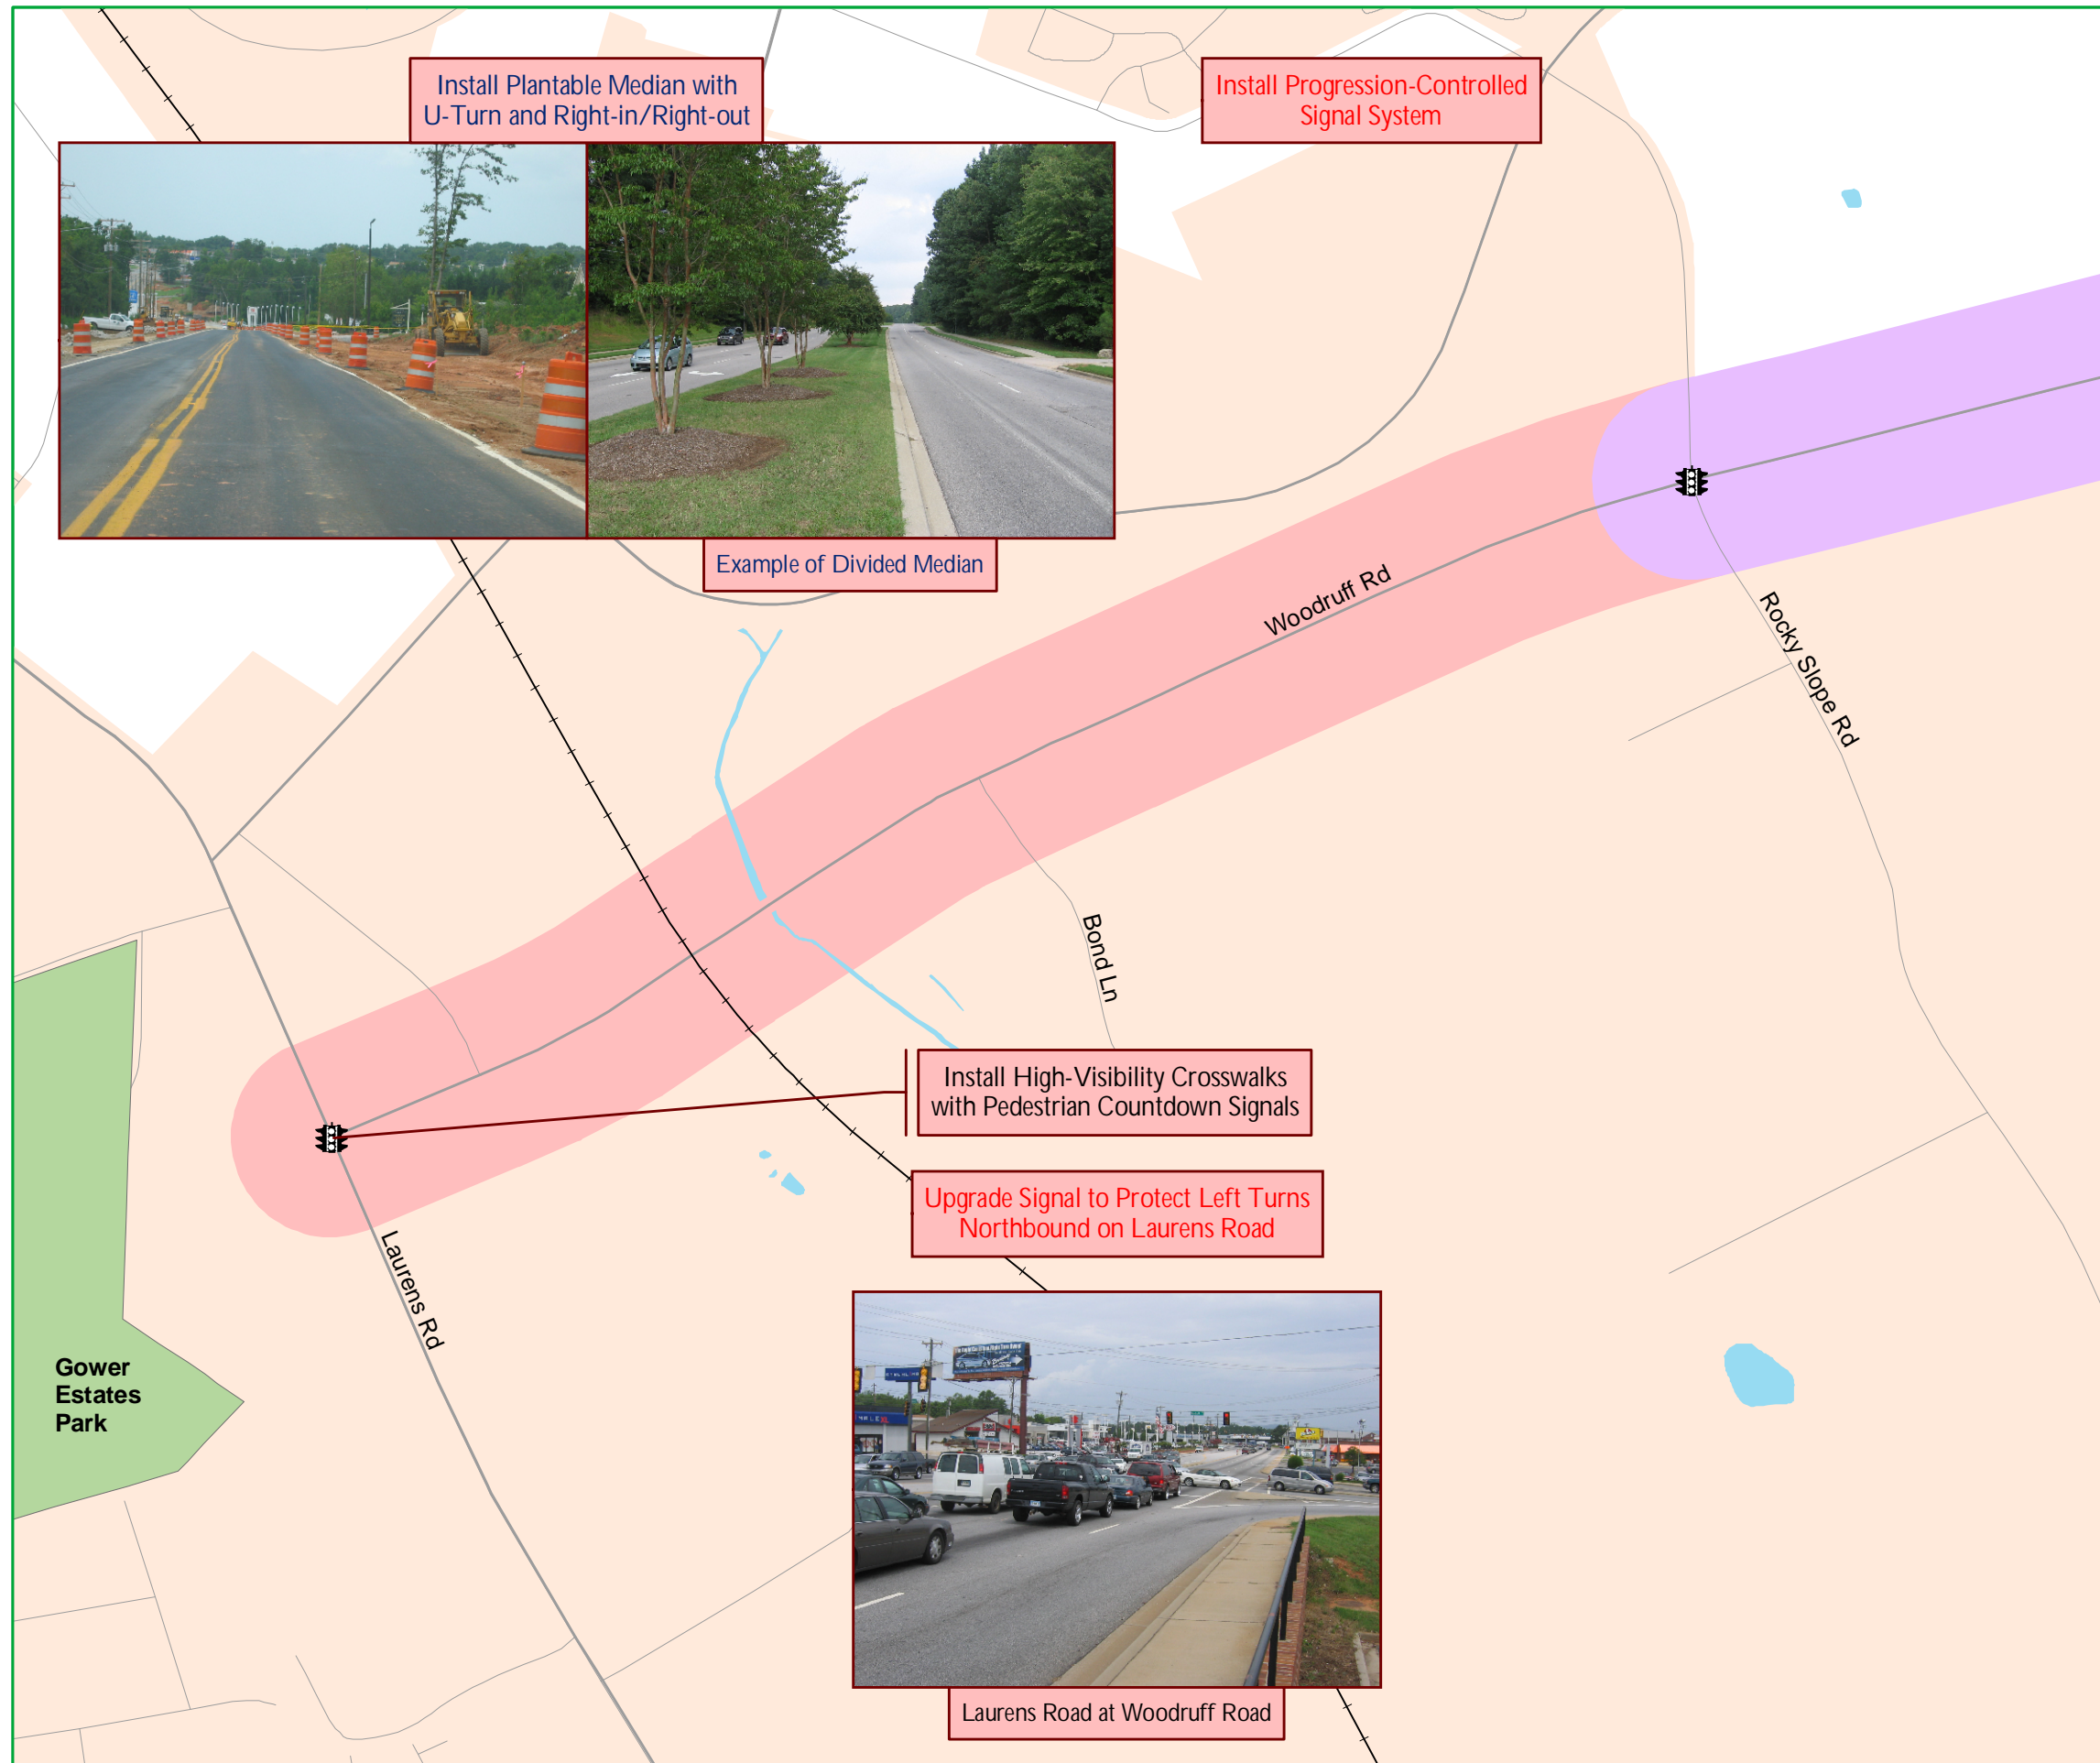 Install Plantable Median with
U-Turn and Right-in/Right-out
Install Progression-Controlled
Signal System
Example of Divided Median
Woodruff Rd
Rocky Slope Rd
Bond Ln
Install High-Visibility Crosswalks
with Pedestrian Countdown Signals
Upgrade Signal to Protect Left Turns
Northbound on Laurens Road
Laurens Rd
Gower
Estates
Park
Laurens Road at Woodruff Road